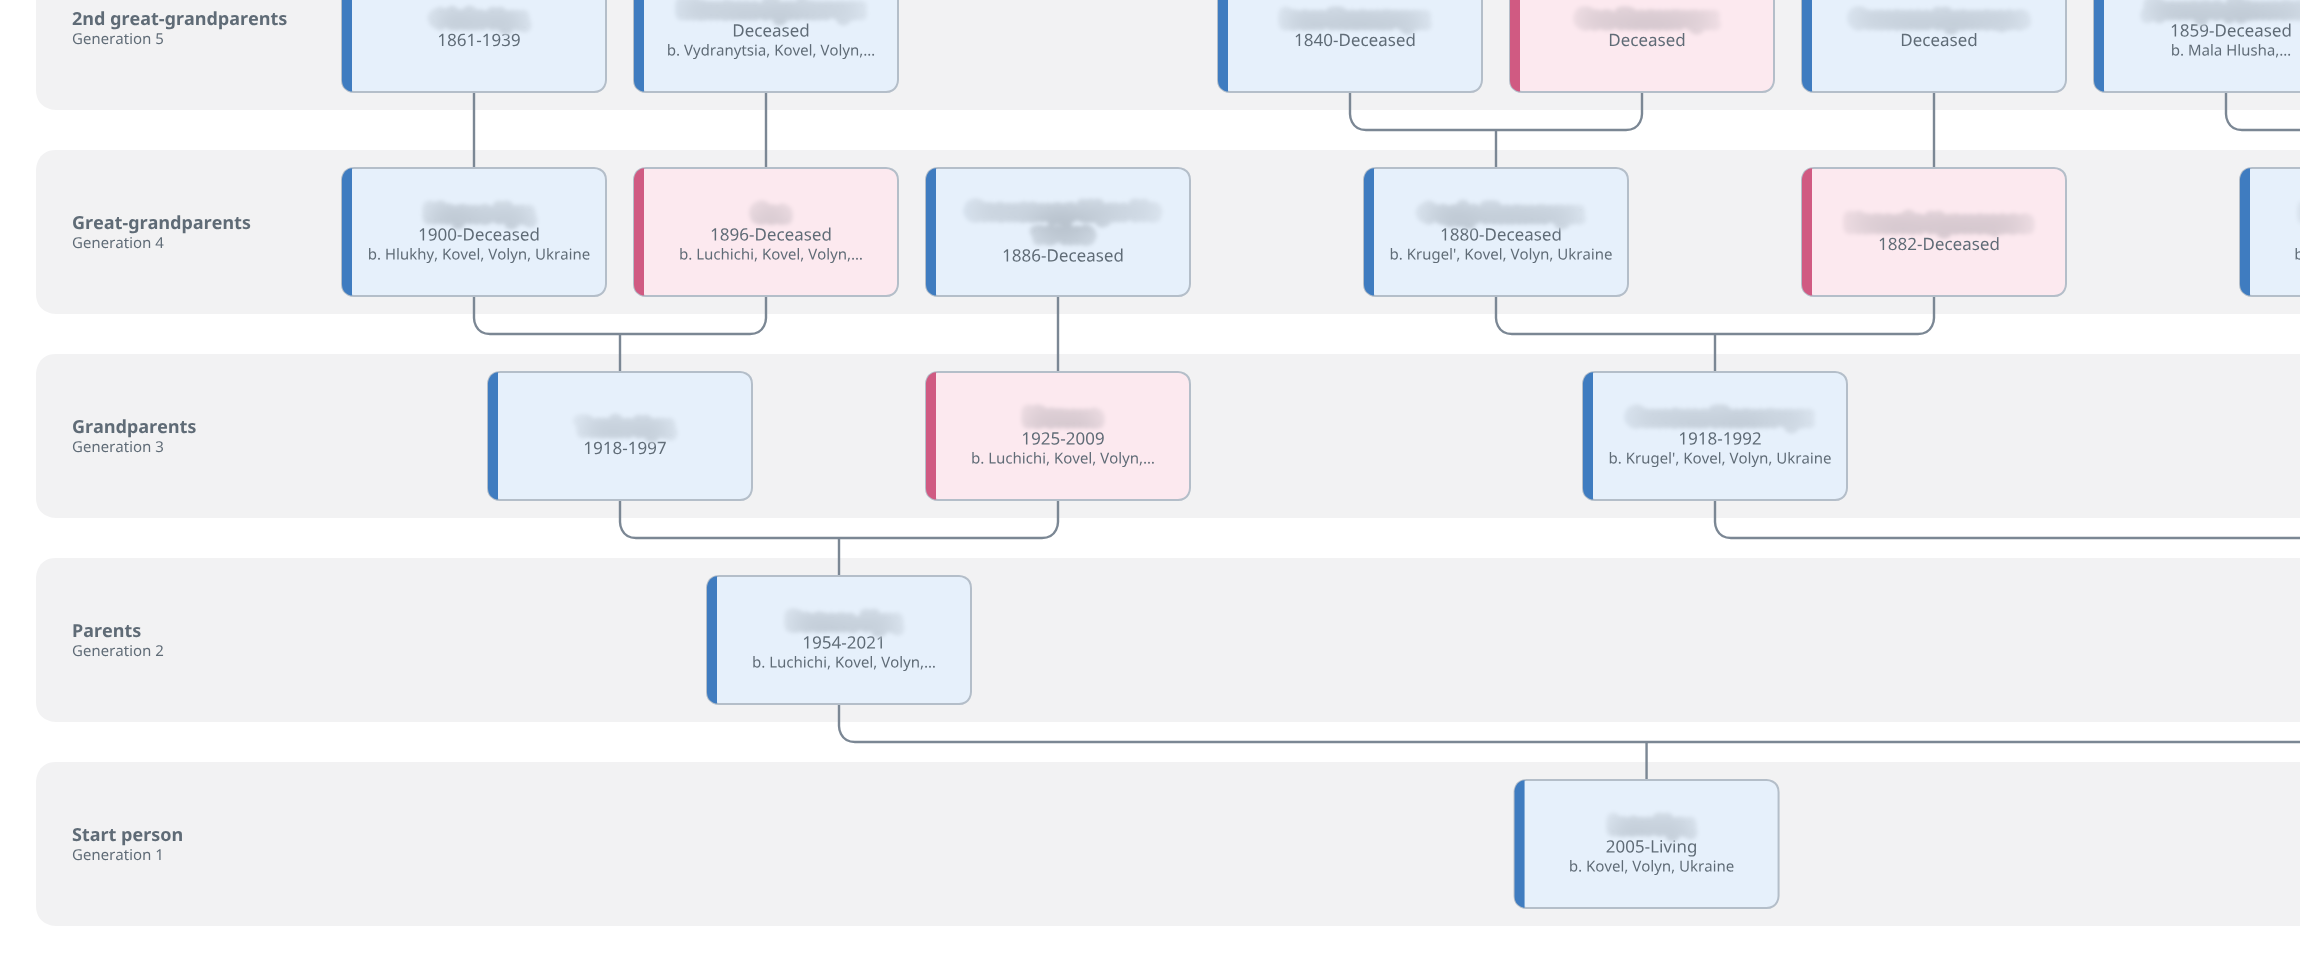 2nd great-grandparents
Generation 5
1861-1939
Deceased
b. Vydranytsia, Kovel, Volyn,...
1840-Deceased
Deceased
Deceased
1859-Deceased
b. Mala Hlusha,...
Great-grandparents
Generation 4
1900-Deceased
b. Hlukhy, Kovel, Volyn, Ukraine
1896-Deceased
b. Luchichi, Kovel, Volyn,...
1886-Deceased
1880-Deceased
b. Krugel', Kovel, Volyn, Ukraine
1882-Deceased
Grandparents
Generation 3
1918-1997
1925-2009
b. Luchichi, Kovel, Volyn,...
1918-1992
b. Krugel', Kovel, Volyn, Ukraine
Parents
Generation 2
1954-2021
b. Luchichi, Kovel, Volyn,...
Start person
Generation 1
2005-Living
b. Kovel, Volyn, Ukraine